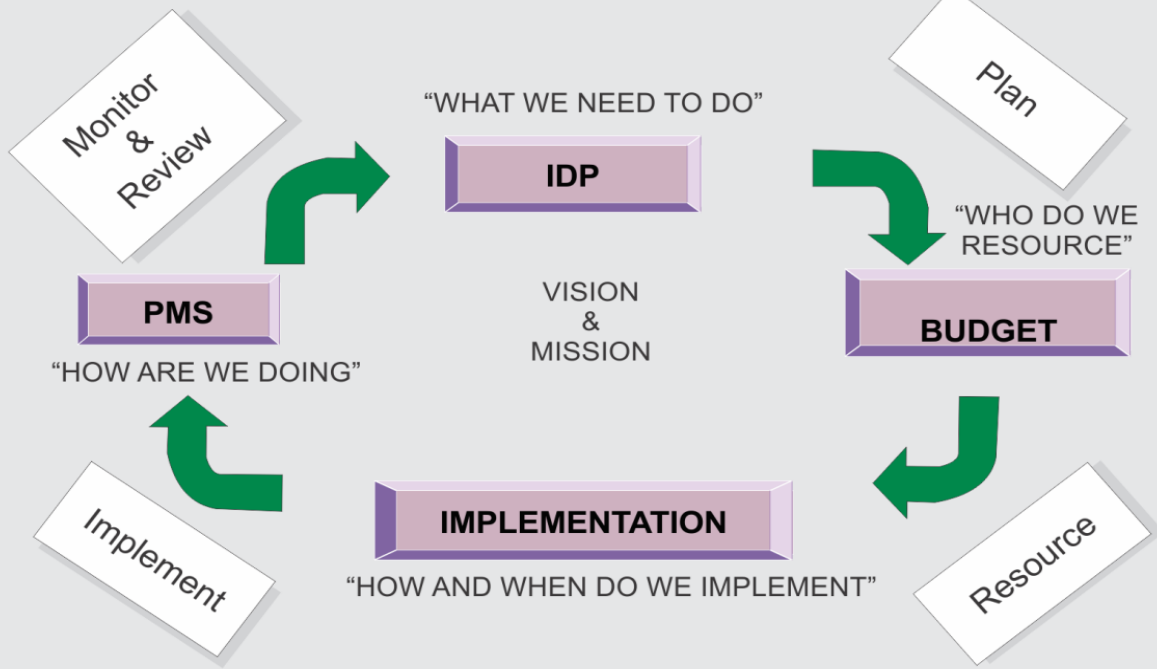 Monitor
&
Review
“WHAT WE NEED TO DO”
IDP
Plan
“WHO DO WE
RESOURCE”
BUDGET
PMS
“HOW ARE WE DOING”
VISION
&
MISSION
IMPLEMENTATION
“HOW AND WHEN DO WE IMPLEMENT”
Implement
Resource